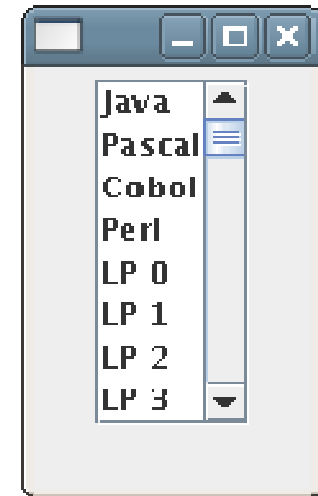 Java
Pascal
Cobol
Perl
LP 0
LP 1
LP 2
LP 3